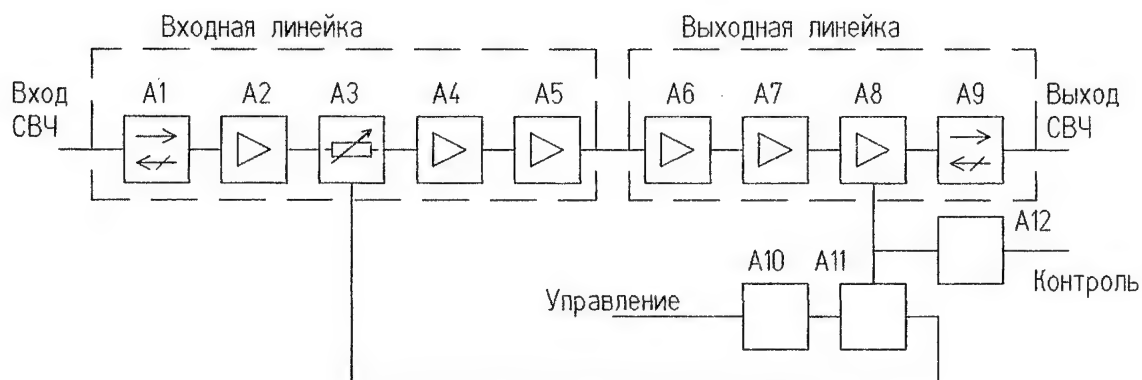 Входная линейка
Выходная линейка
Вход
СВЧ
A1
A2
A3
A4
A5
A6
A7
A8
A9
Выход
СВЧ
A12
A10
A11
Контроль
Управление